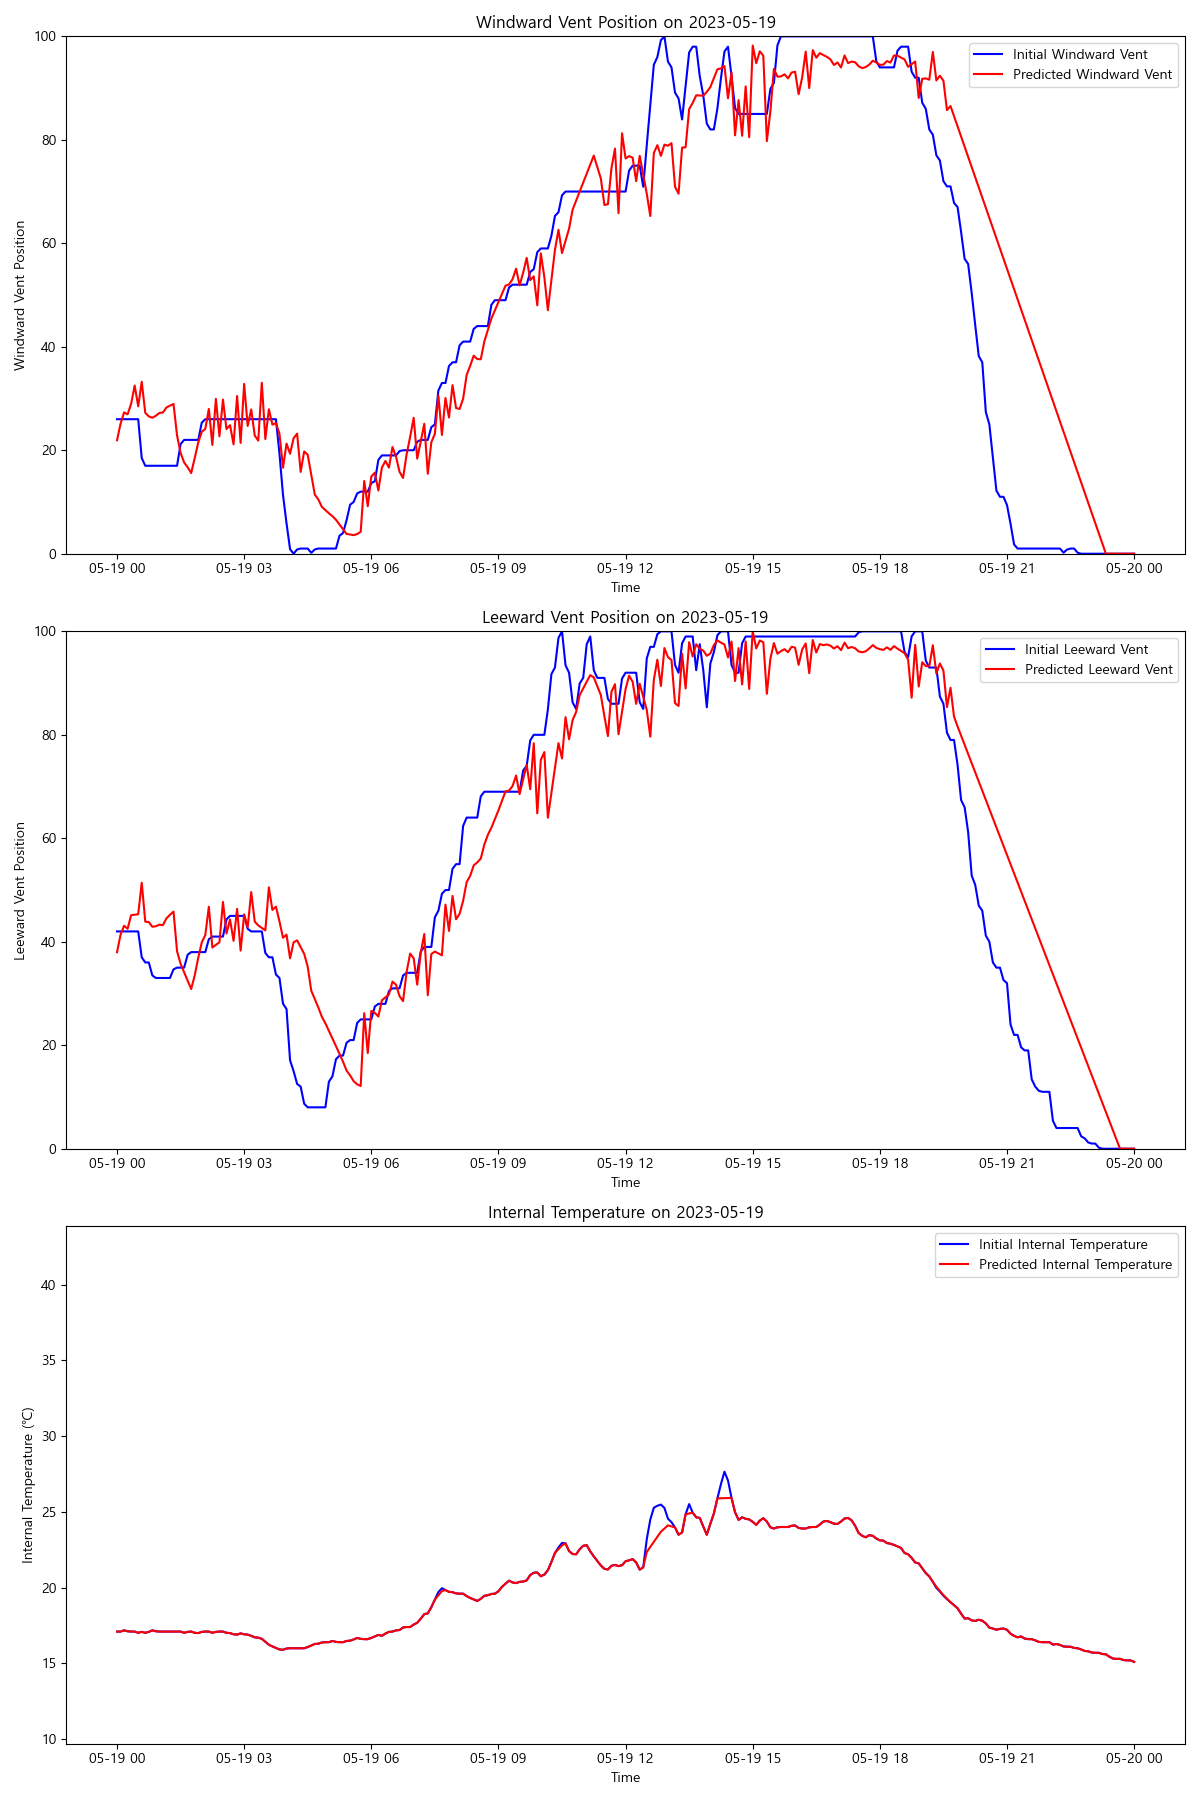 Windward Vent Position on 2023-05-19
Initial Windward Vent
Predicted Windward Vent
Windward Vent Position
100
80
60
40
20
0
05-19 00 05-19 03 05-19 06 05-19 09 05-19 12 05-19 15 05-19 18 05-19 21 05-20 00
Time
Leeward Vent Position on 2023-05-19
Initial Leeward Vent
Predicted Leeward Vent
Leeward Vent Position
100
80
60
40
20
0
05-19 00 05-19 03 05-19 06 05-19 09 05-19 12 05-19 15 05-19 18 05-19 21 05-20 00
Time
Internal Temperature on 2023-05-19
Initial Internal Temperature
Predicted Internal Temperature
Internal Temperature (℃)
40
35
30
25
20
15
10
05-19 00 05-19 03 05-19 06 05-19 09 05-19 12 05-19 15 05-19 18 05-19 21 05-20 00
Time